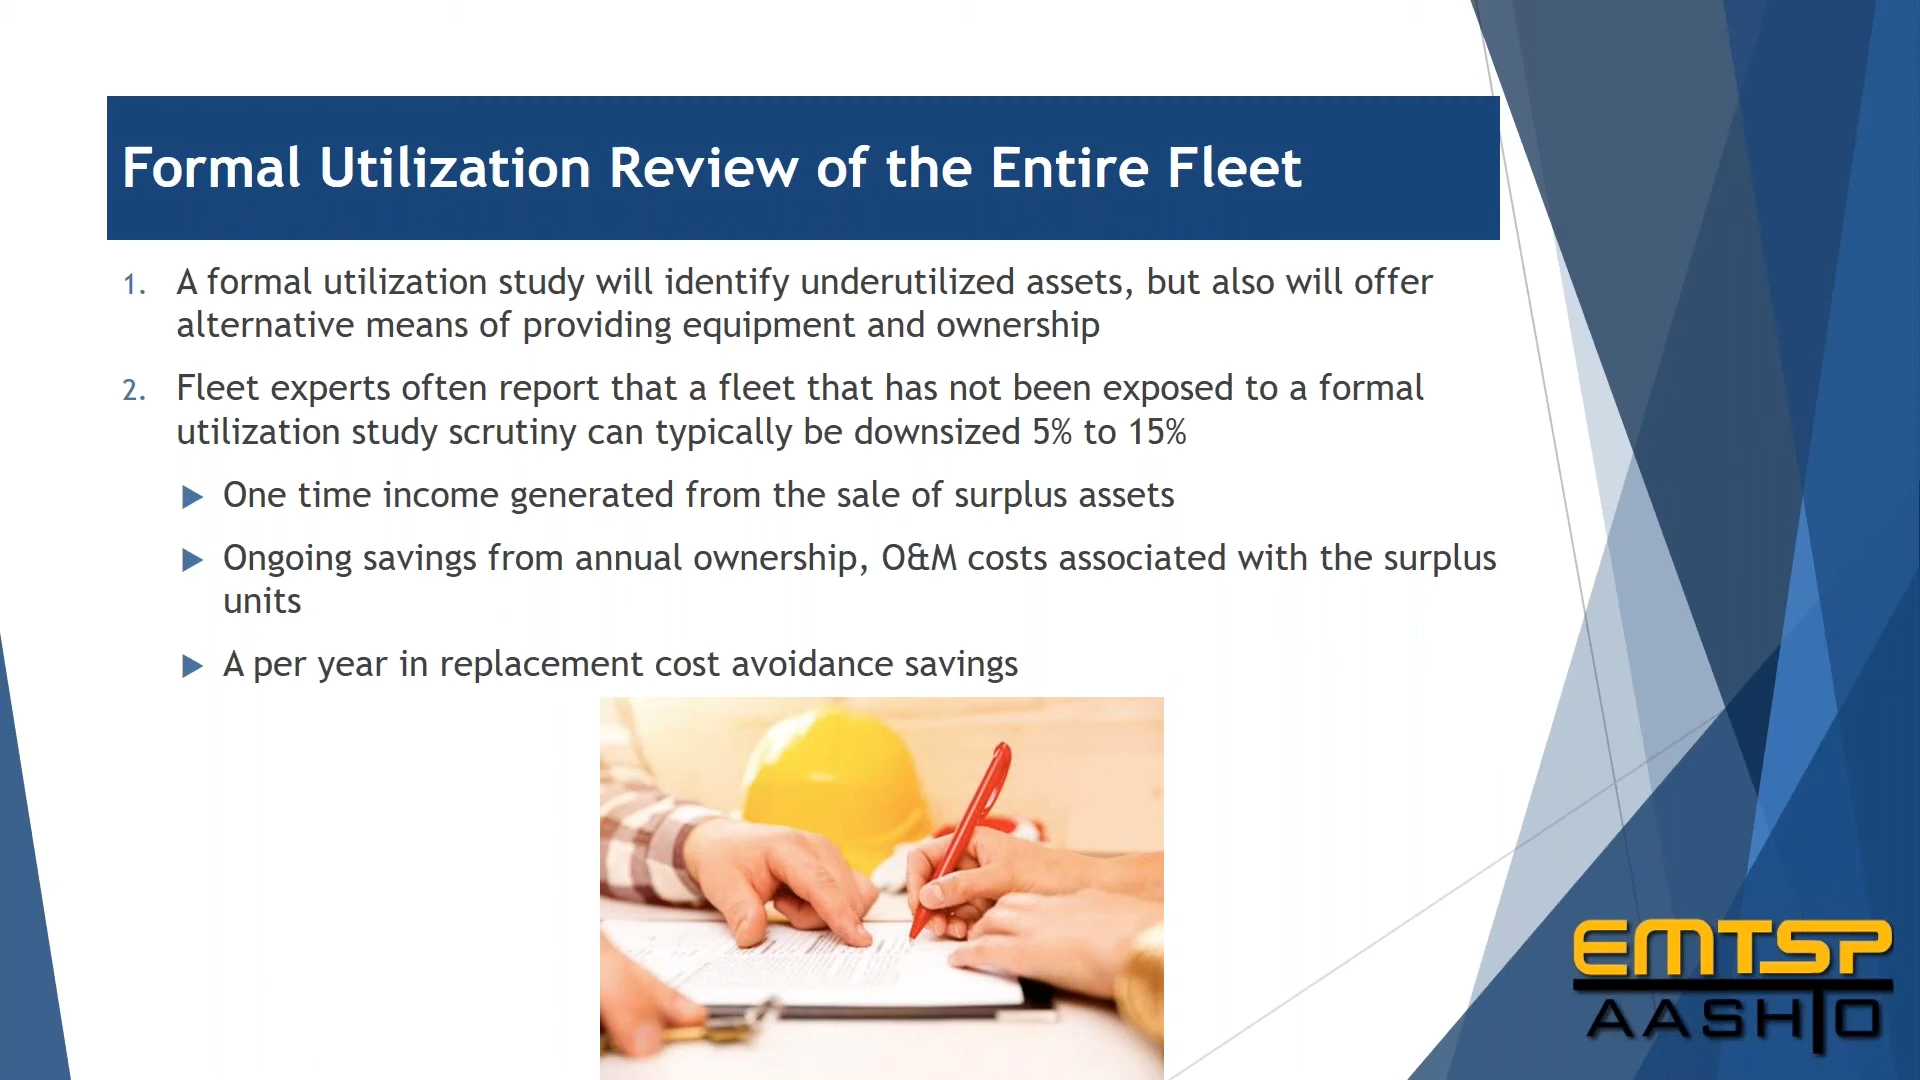 Formal Utilization Review of the Entire Fleet
1. A formal utilization study will identify underutilized assets, but also will offer
alternative means of providing equipment and ownership
2. Fleet experts often report that a fleet that has not been exposed to a formal
utilization study scrutiny can typically be downsized 5% to 15%
One time income generated from the sale of surplus assets
Ongoing savings from annual ownership, O&M costs associated with the surplus
units
A per year in replacement cost avoidance savings
EMTSP
AASHTO